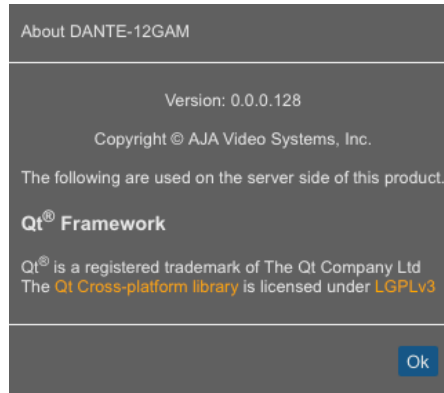 About DANTE-12GAM
Version: 0.0.0.128
Copyright © AJA Video Systems, Inc.
The following are used on the server side of this product.
Qt® Framework
Qt® is a registered trademark of The Qt Company Ltd
The Qt Cross-platform library is licensed under LGPLv3
Ok